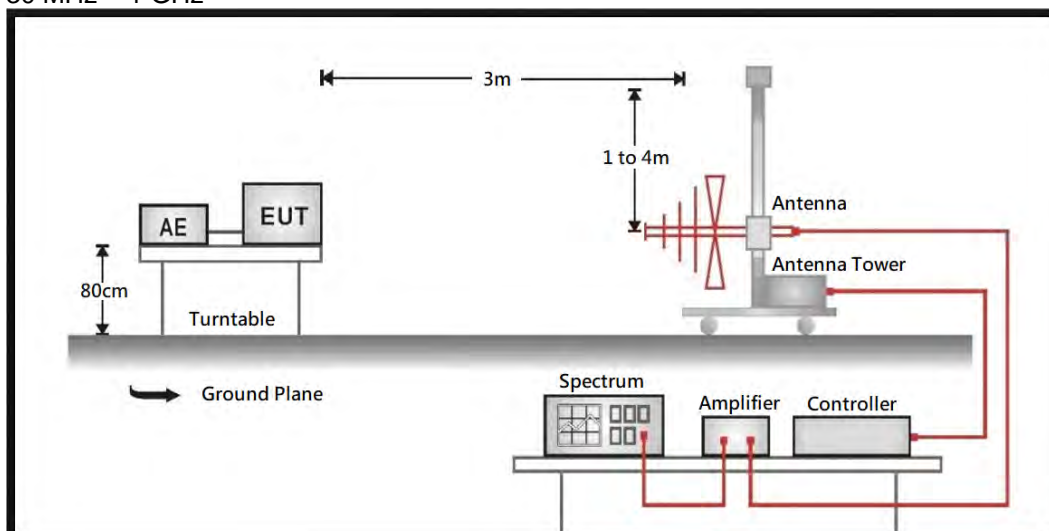 3m
1 to 4m
Antenna
EUT
AE
Antenna Tower
80cm
Turntable
Ground Plane
Spectrum
Amplifier
Controller